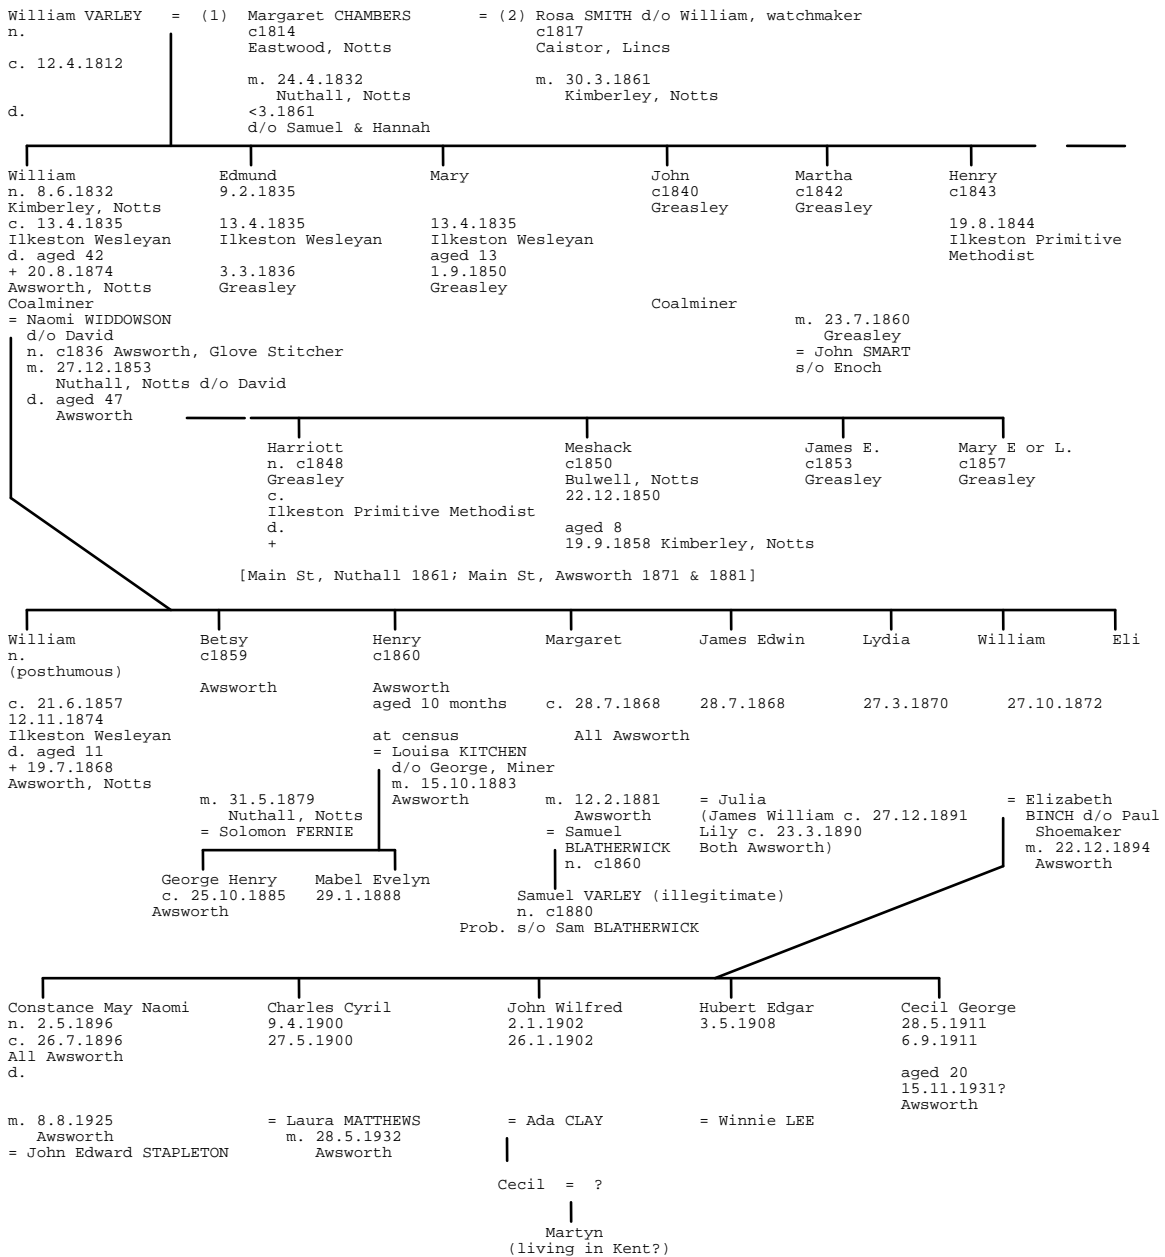 William VARLEY = (1) Margaret CHAMBERS = (2) Rosa SMITH d/o William, watchmaker
n. c1814 c1817
Eastwood, Notts Caistor, Lincs
c. 12.4.1812
m. 24.4.1832 m. 30.3.1861
Nuthall, Notts Kimberley, Notts
d. <3.1861
d/o Samuel & Hannah
William Edmund Mary John Martha Henry
n. 8.6.1832 9.2.1835 c1840 c1842 c1843
Kimberley, Notts Greasley Greasley
c. 13.4.1835 13.4.1835 13.4.1835 19.8.1844
Ilkeston Wesleyan Ilkeston Wesleyan Ilkeston Wesleyan Ilkeston Primitive
d. aged 42 aged 13 Methodist
+ 20.8.1874 3.3.1836 1.9.1850
Awsworth, Notts Greasley Greasley
Coalminer Coalminer
= Naomi WIDDOWSON m. 23.7.1860
d/o David Greasley
n. c1836 Awsworth, Glove Stitcher = John SMART
m. 27.12.1853 s/o Enoch
Nuthall, Notts d/o David
d. aged 47
Awsworth
Harriott Meshack James E. Mary E or L.
n. c1848 c1850 c1853 c1857
Greasley Bulwell, Notts Greasley Greasley
c. 22.12.1850
Ilkeston Primitive Methodist
d. aged 8
+ 19.9.1858 Kimberley, Notts
[Main St, Nuthall 1861; Main St, Awsworth 1871 & 1881]
William Betsy Henry Margaret James Edwin Lydia William Eli
n. c1859 c1860
(posthumous)
Awsworth Awsworth
c. 21.6.1857 aged 10 months c. 28.7.1868 28.7.1868 27.3.1870 27.10.1872
12.11.1874
Ilkeston Wesleyan at census All Awsworth
d. aged 11 = Louisa KITCHEN
+ 19.7.1868 d/o George, Miner
Awsworth, Notts m. 15.10.1883
m. 31.5.1879 Awsworth m. 12.2.1881 = Julia = Elizabeth
Nuthall, Notts Awsworth (James William c. 27.12.1891 BINCH d/o Paul
= Solomon FERNIE = Samuel Lily c. 23.3.1890 Shoemaker
BLATHERWICK Both Awsworth) m. 22.12.1894
n. c1860 Awsworth
George Henry Mabel Evelyn
c. 25.10.1885 29.1.1888 Samuel VARLEY (illegitimate)
Awsworth n. c1880
Prob. s/o Sam BLATHERWICK
Constance May Naomi Charles Cyril John Wilfred Hubert Edgar Cecil George
n. 2.5.1896 9.4.1900 2.1.1902 3.5.1908 28.5.1911
c. 26.7.1896 27.5.1900 26.1.1902 6.9.1911
All Awsworth
d. aged 20
15.11.1931?
Awsworth
m. 8.8.1925 = Laura MATTHEWS = Ada CLAY = Winnie LEE
Awsworth m. 28.5.1932
= John Edward STAPLETON Awsworth
Cecil = ?
Martyn
(living in Kent?)